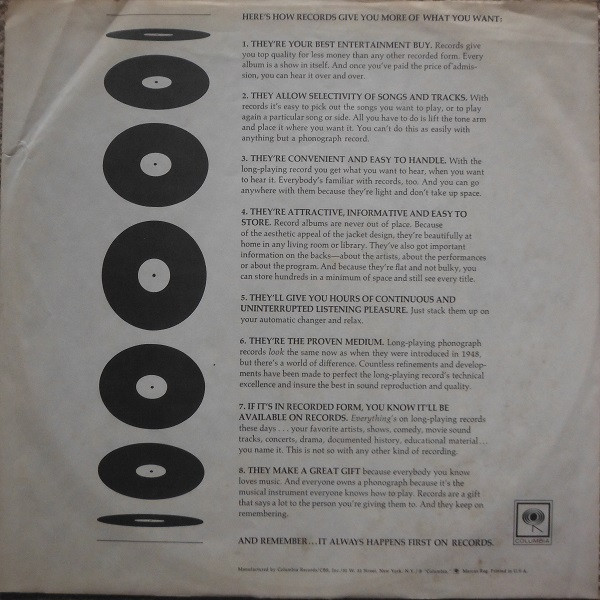 HERE'S HOW RECORDS GIVE YOU MORE OF WHAT YOU WANT:
1. THEY'RE YOUR BEST ENTERTAINMENT BUY. Records give
you top quality for less money than any other recorded form. Every
album is a show in itself. And once you've paid the price of admis-
sion, you can hear it over and over.
2. THEY ALLOW SELECTIVITY OF SONGS AND TRACKS. With
records it's easy to pick out the songs you want to play, or to play
again a particular song or side. All you have to do is lift the tone arm
and place it where you want it. You can't do this as easily with
anything but a phonograph record.
3. THEY'RE CONVENIENT AND EASY TO HANDLE. With the
long-playing record you get what you want to hear, when you want
to hear it. Everybody's familiar with records, too. And you can go
anywhere with them because they're light and don't take up space.
4. THEY'RE ATTRACTIVE, INFORMATIVE AND EASY TO
STORE. Record albums are never out of place. Because
of the aesthetic appeal of the jacket design, they're beautifully at
home in any living room or library. They've also got important
information on the backs—about the artists, about the performances
or about the program. And because they're flat and not bulky, you
can store hundreds in a minimum of space and still see every title.
5. THEY'LL GIVE YOU HOURS OF CONTINUOUS AND
UNINTERRUPTED LISTENING PLEASURE. Just stack them up on
your automatic changer and relax.
6. THEY'RE THE PROVEN MEDIUM. Long-playing phonograph
records look the same now as when they were introduced in 1948,
but there's a world of difference. Countless refinements and develop-
ments have been made to perfect the long-playing record's technical
excellence and insure the best in sound reproduction and quality.
7. IF IT'S IN RECORDED FORM, YOU KNOW IT'LL BE
AVAILABLE ON RECORDS. Everything's on long-playing records
these days . . . your favorite artists, shows, comedy, movie sound
tracks, concerts, drama, documented history, educational material . . .
you name it. This is not so with any other kind of recording.
8. THEY MAKE A GREAT GIFT because everybody you know
loves music. And everyone owns a phonograph because it's the
musical instrument everyone knows how to play. Records are a gift
that says a lot to the person you're giving them to. And they keep on
remembering.
AND REMEMBER...IT ALWAYS HAPPENS FIRST ON RECORDS.
COLUMBIA
Manufactured by Columbia Records/CBS, Inc. New York, N.Y. / ® "Columbia," Marcas Reg. Printed in U.S.A.